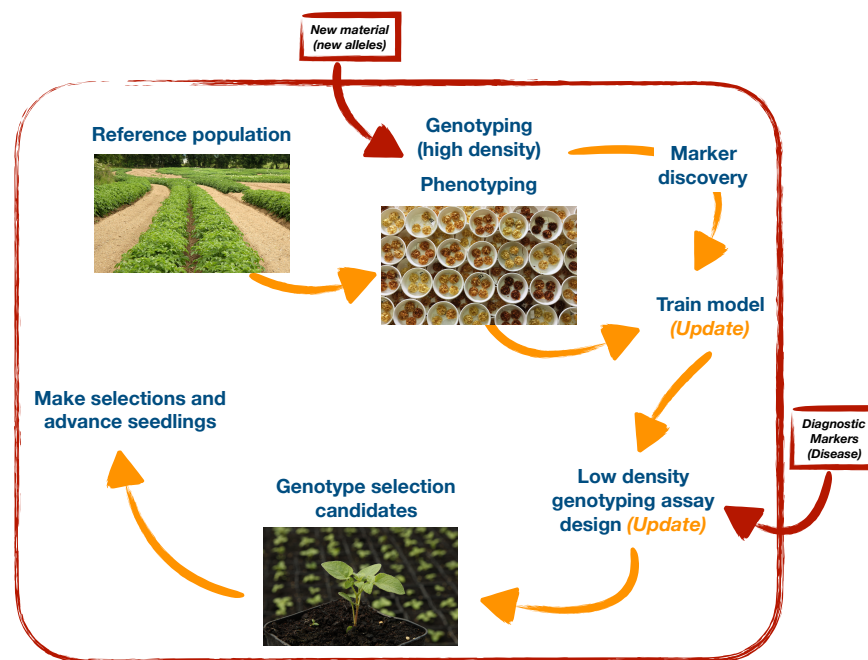 New material
(new alleles)
Reference population
Genotyping
(high density)
Phenotyping
Marker
discovery
Train model
(Update)
Make selections and
advance seedlings
Diagnostic
Markers
(Disease)
Low density
genotyping assay
design (Update)
Genotype selection
candidates